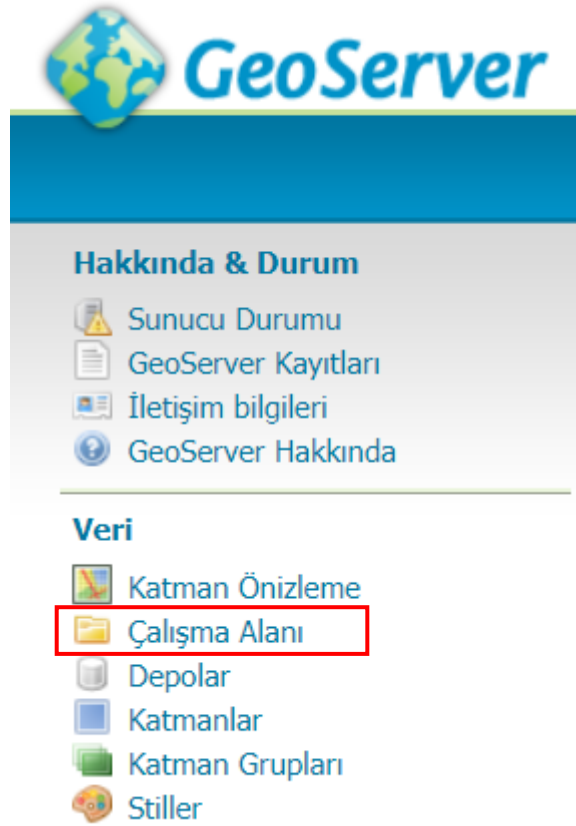 GeoServer
Hakkında & Durum
Sunucu Durumu
GeoServer Kayıtları
İletişim bilgileri
GeoServer Hakkında
Veri
Katman Önizleme
Çalışma Alanı
Depolar
Katmanlar
Katman Grupları
Stiller